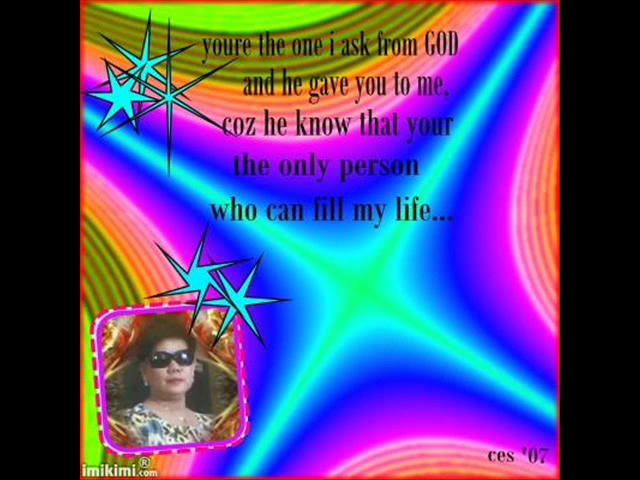 youre the one i ask from GOD
and he gave you to me,
coz he know that your
the only person
who can fill my life...
ces '07
imikimi®.com